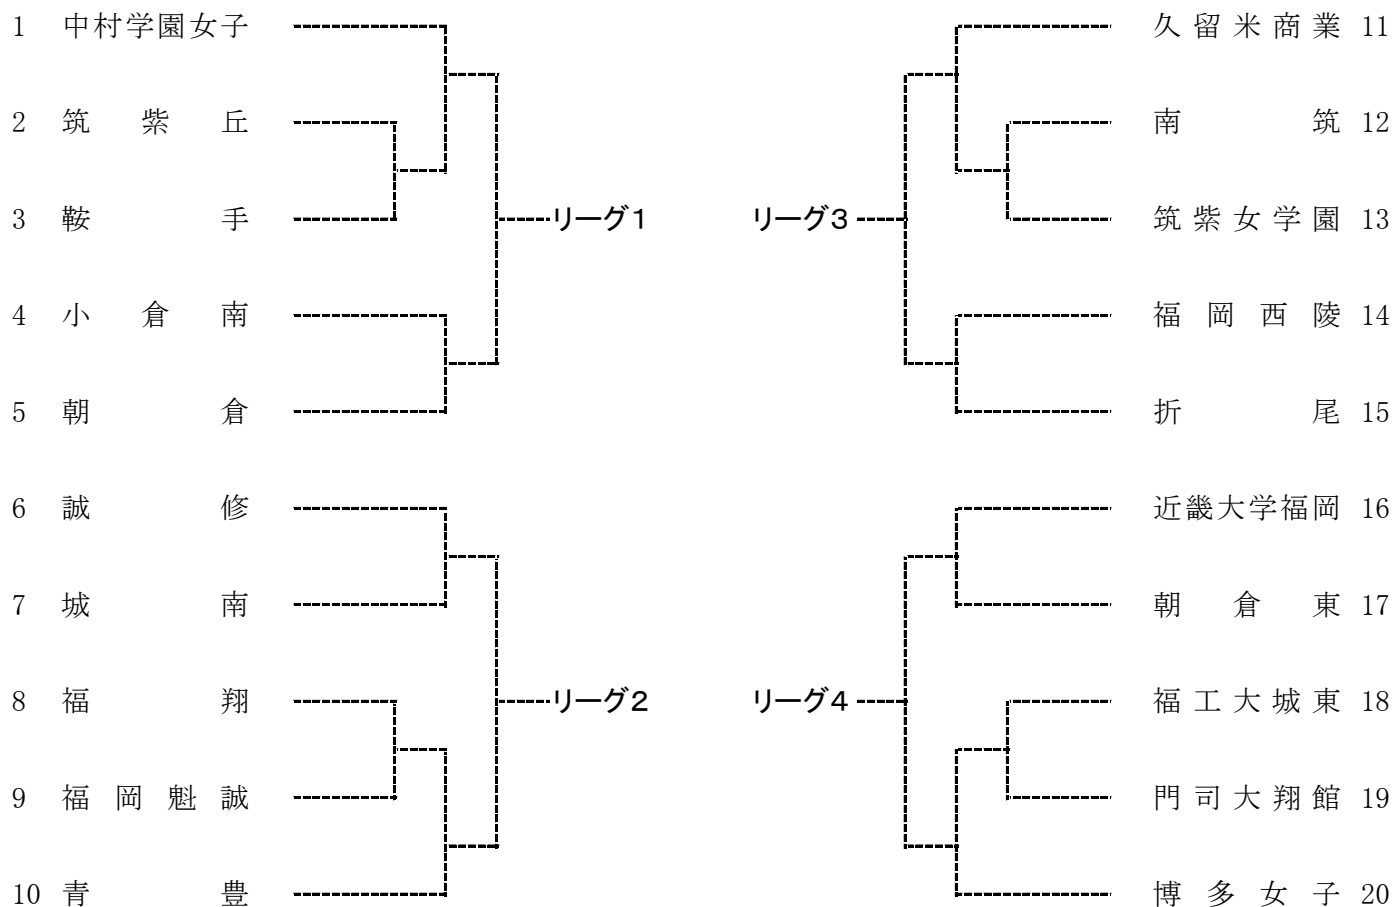 1 中村学園女子
2 筑紫丘
3 鞍手
リーグ1
4 小倉南
5 朝倉
6 誠修
7 城南
8 福翔
リーグ2
9 福岡魁誠
10 青豊
久留米商業 11
南筑 12
筑紫女学園 13
リーグ3
福岡西陵 14
折尾 15
近畿大学福岡 16
朝倉東 17
福工大城東 18
リーグ4
門司大翔館 19
博多女子 20